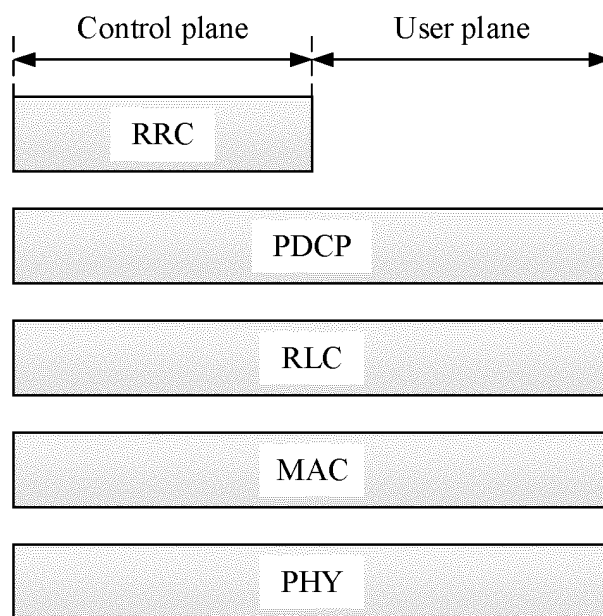 Control plane
User plane
RRC
PDCP
RLC
MAC
PHY